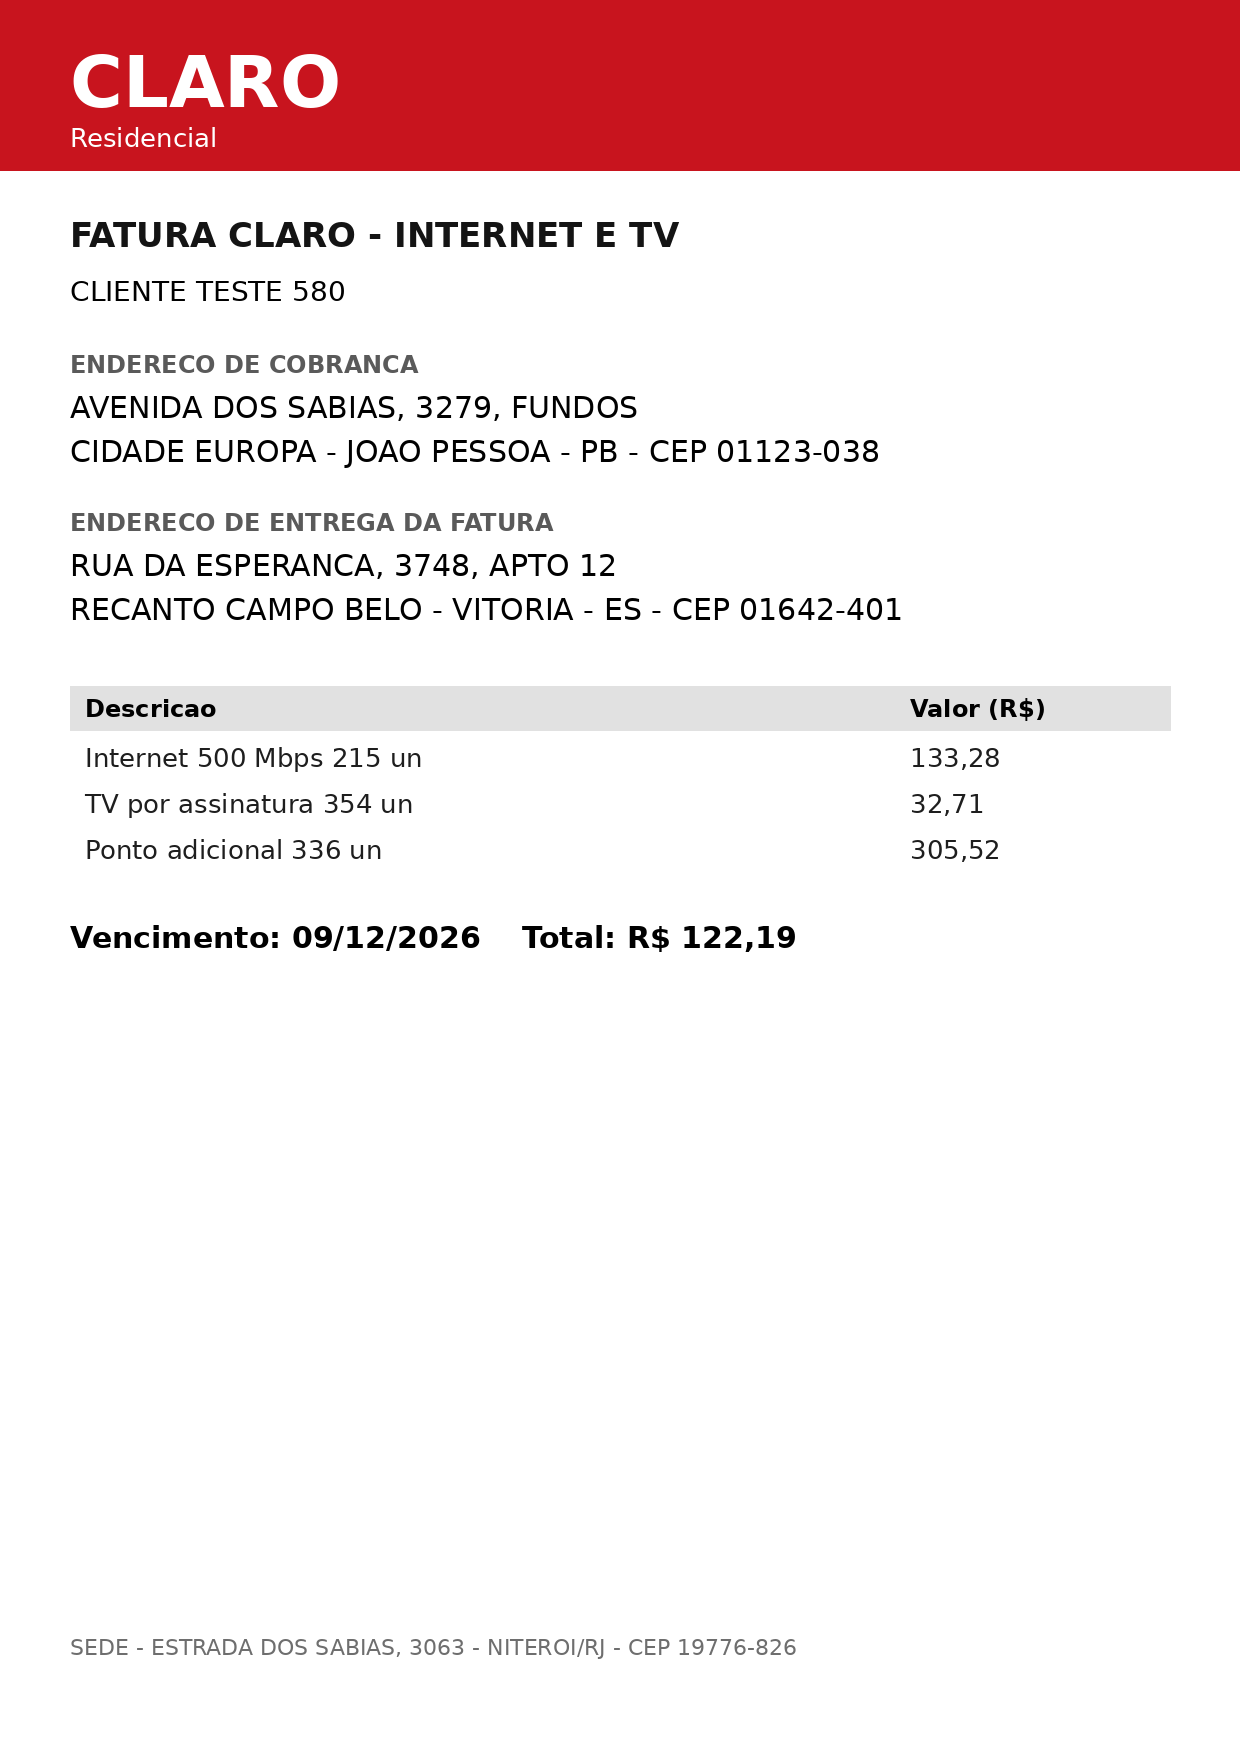 CLARO
Residencial
FATURA CLARO - INTERNET E TV
CLIENTE TESTE 580
ENDERECO DE COBRANCA
AVENIDA DOS SABIAS, 3279, FUNDOS
CIDADE EUROPA - JOAO PESSOA - PB - CEP 01123-038
ENDERECO DE ENTREGA DA FATURA
RUA DA ESPERANCA, 3748, APTO 12
RECANTO CAMPO BELO - VITORIA - ES - CEP 01642-401
Descricao Valor (R$)
Internet 500 Mbps 215 un 133,28
TV por assinatura 354 un 32,71
Ponto adicional 336 un 305,52
Vencimento: 09/12/2026 Total: R$ 122,19
SEDE - ESTRADA DOS SABIAS, 3063 - NITEROI/RJ - CEP 19776-826